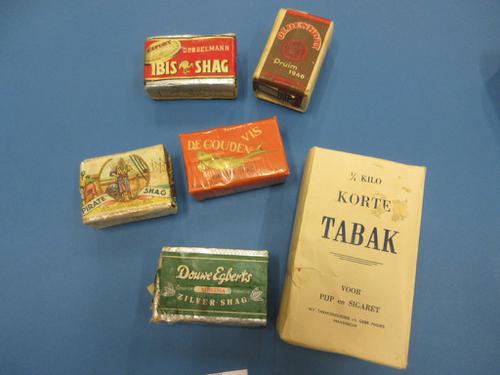 DOBBELMANN
IBIS SHAG
Pruim
1946
DE GOUDEN VIS
PIRATE SHAG
Douwe Egberts
ZILVER-SHAG
½ KILO
KORTE
TABAK
VOOR
PIJP en SIGARET